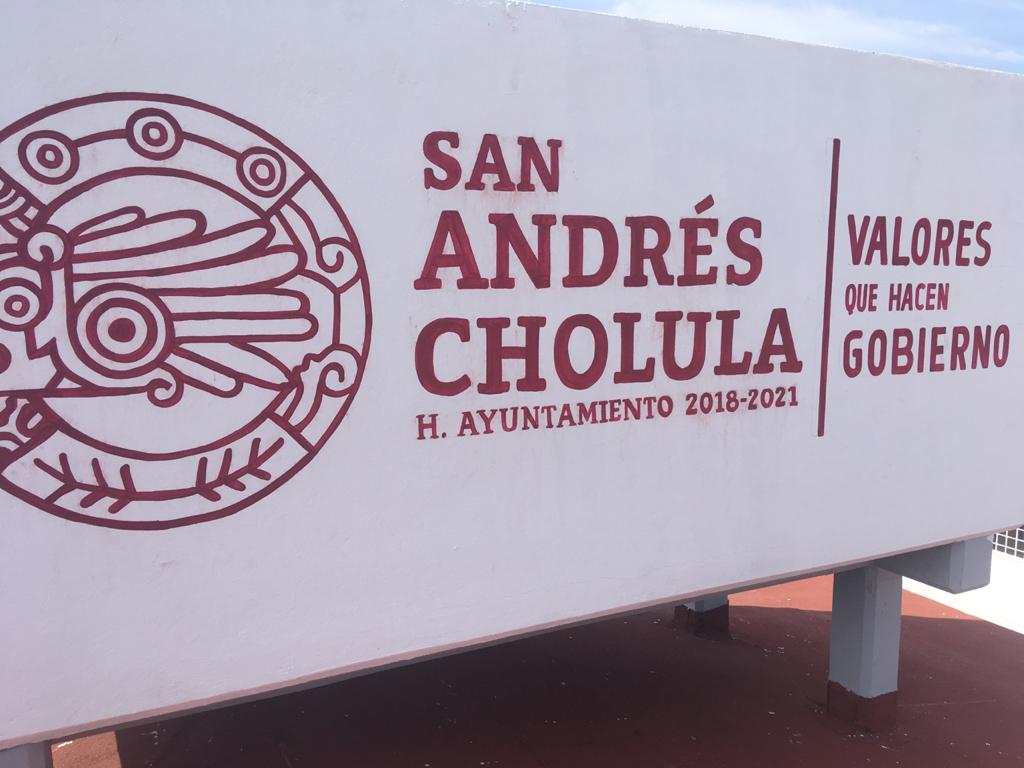 SAN
ANDRÉS
CHOLULA
H. AYUNTAMIENTO 2018-2021
VALORES
QUE HACEN
GOBIERNO